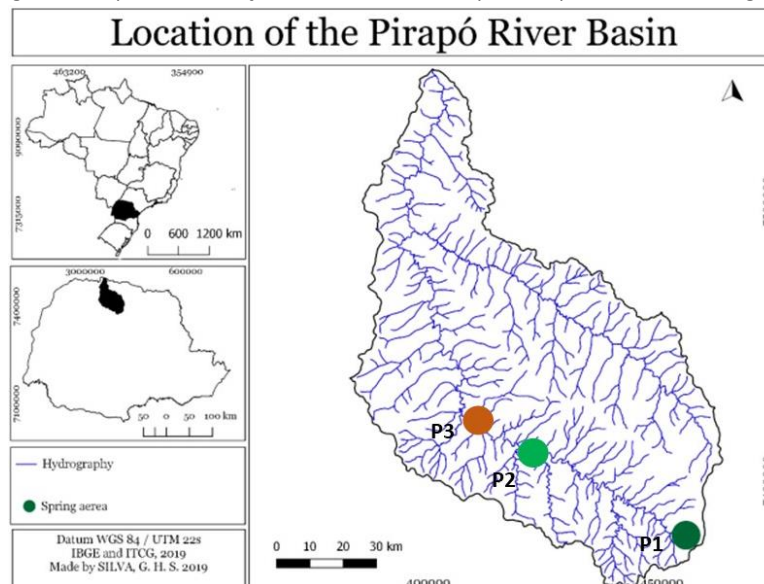 Location of the Pirapó River Basin
463200 354900
9090000
7315000
0 600 1200 km
3000000 600000
7400000
7100000
50 0 50 100 km
Hydrography
Spring aerea
Datum WGS 84 / UTM 22s
IBGE and ITCG, 2019
Made by SILVA, G. H. S. 2019
P3
P2
P1
0 10 20 30 km